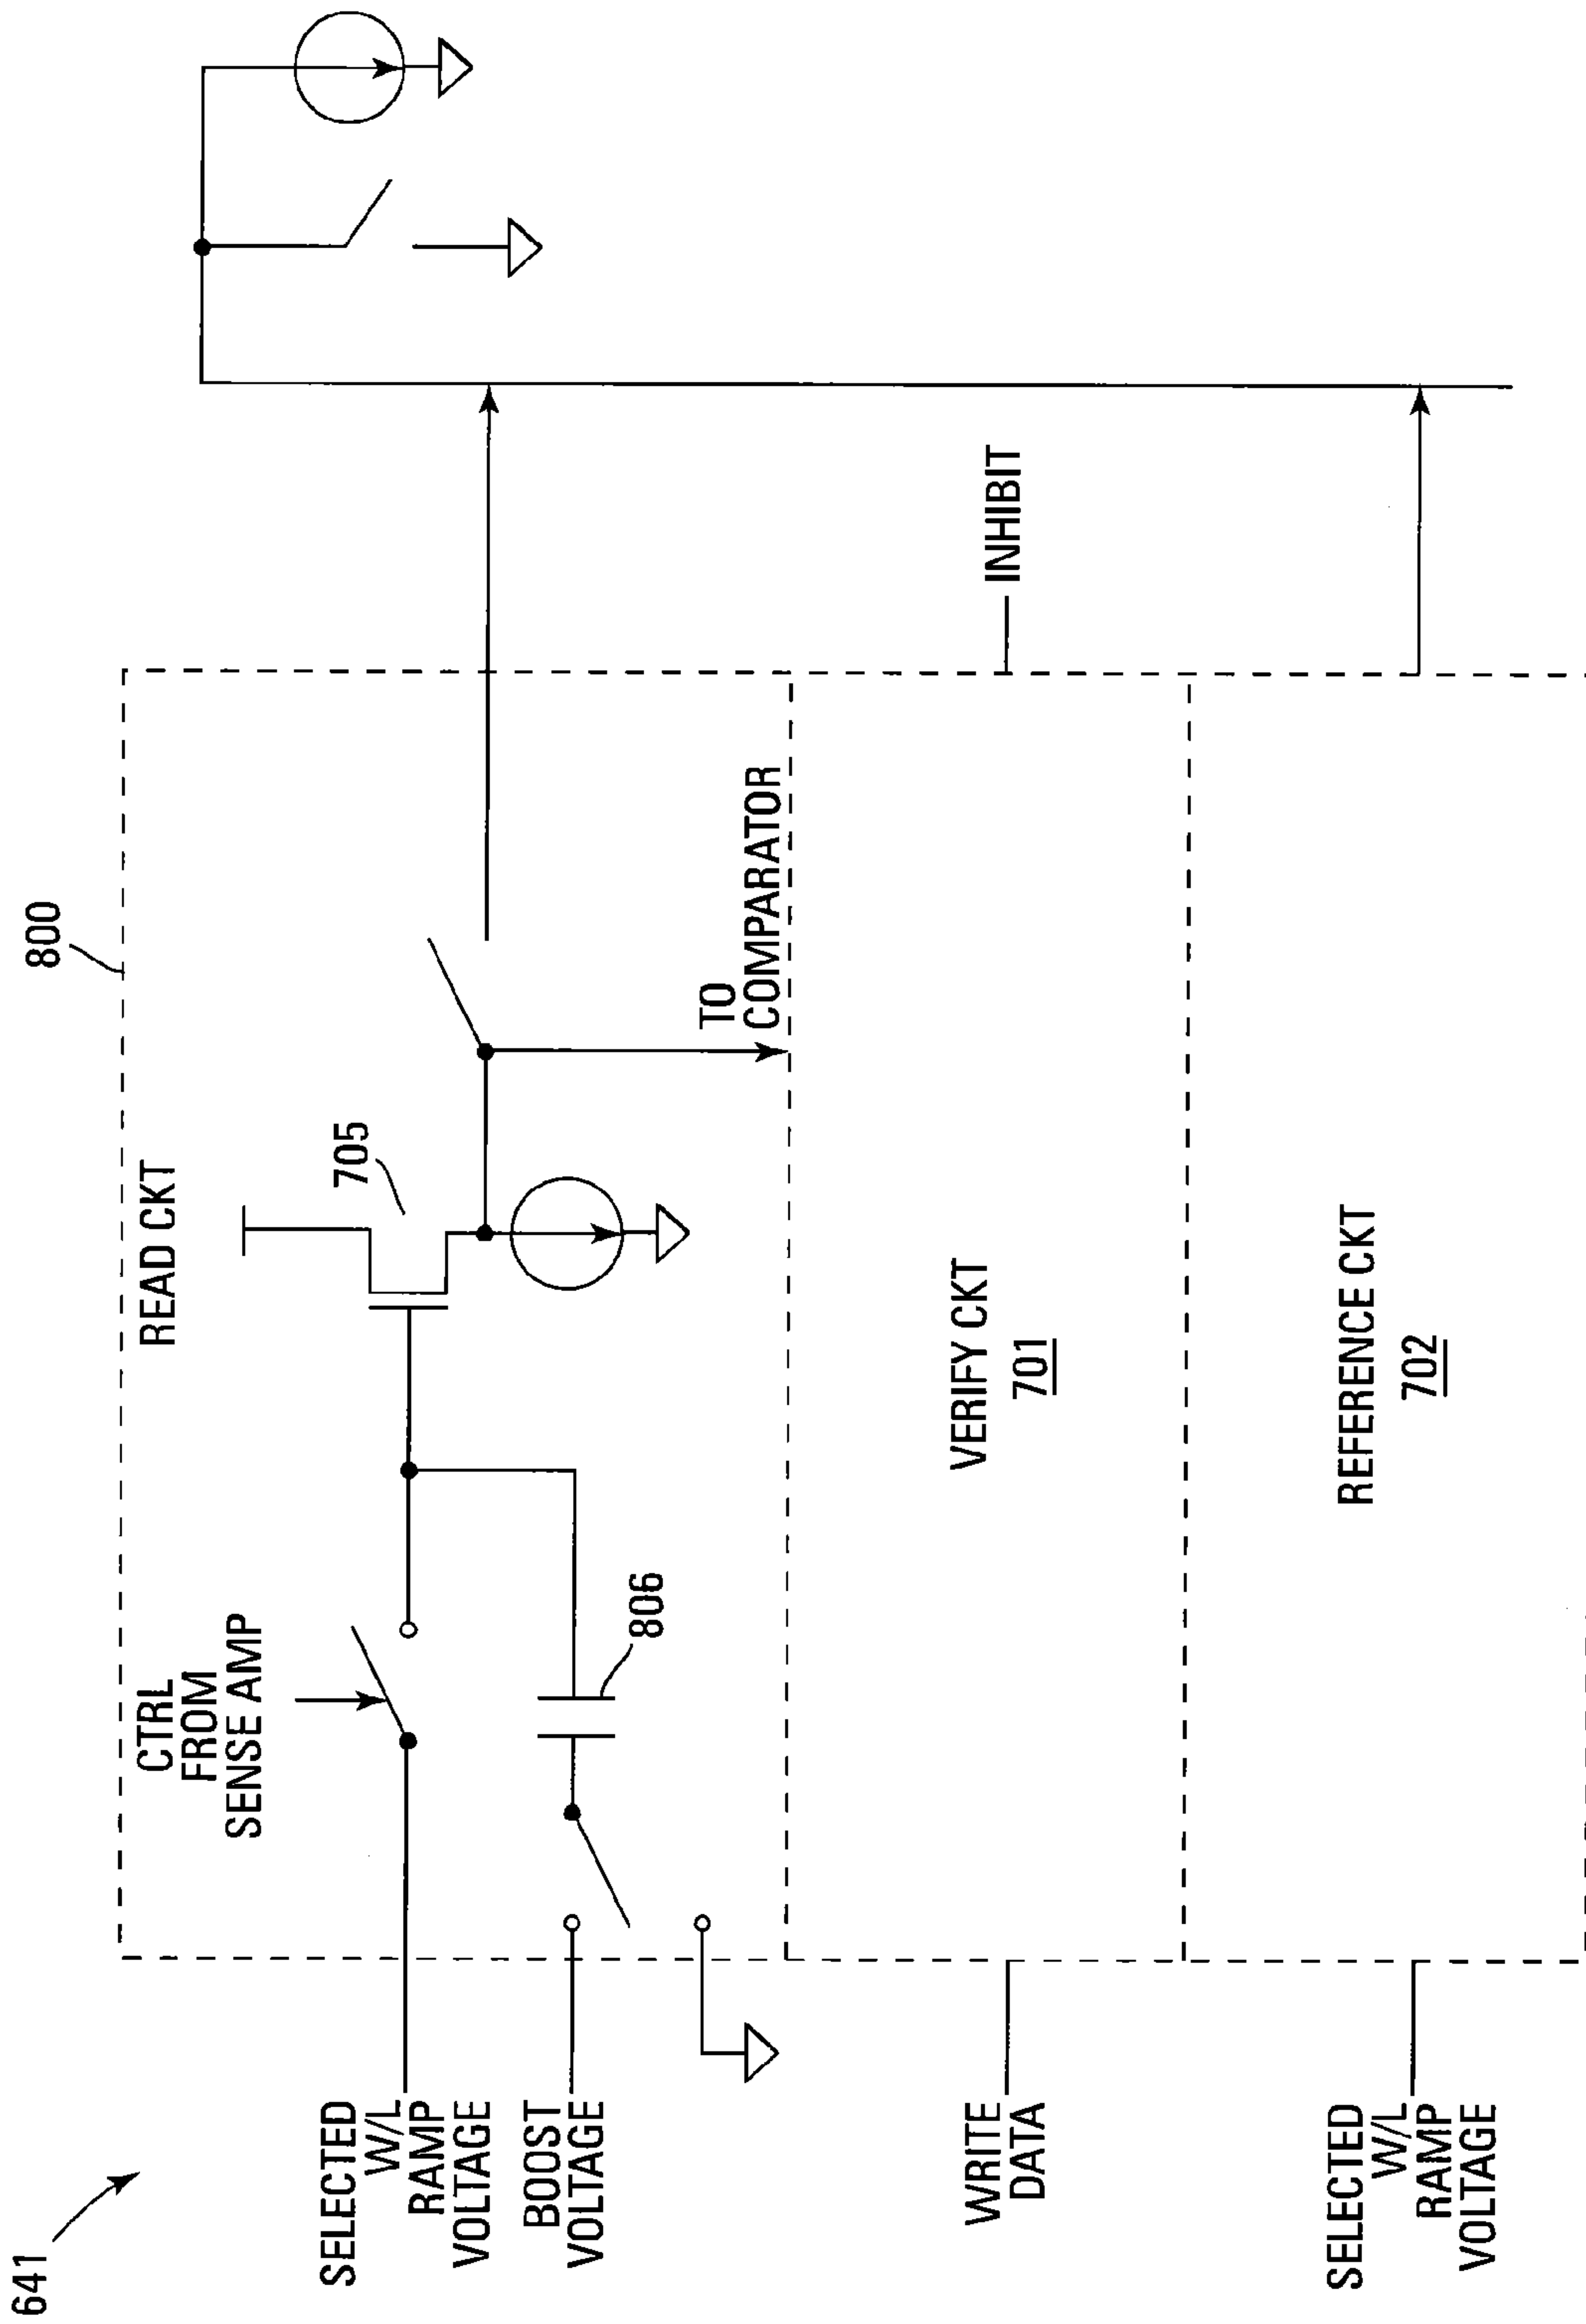 641
800
READ CKT
CTRL
FROM
SENSE AMP
705
806
SELECTED
W/L
RAMP
VOLTAGE
BOOST
VOLTAGE
TO
COMPARATOR
WRITE
DATA
VERIFY CKT
701
INHIBIT
SELECTED
W/L
RAMP
VOLTAGE
REFERENCE CKT
702